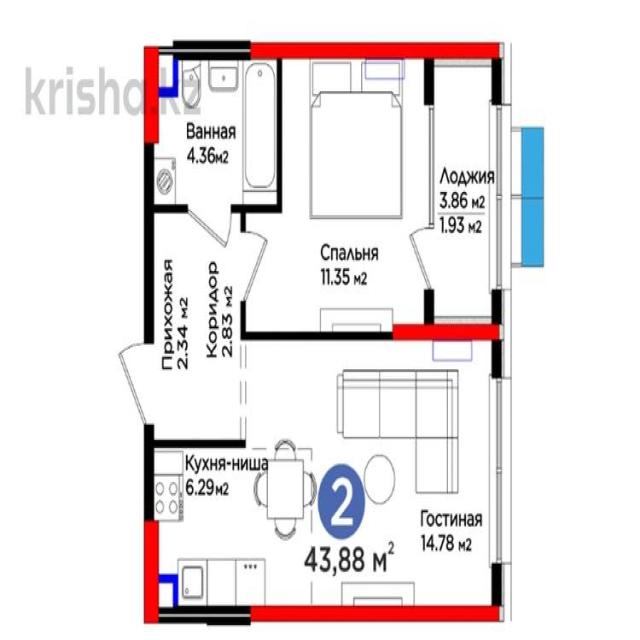 krisha.kz
Ванная
4.36м2
Лоджия
3.86 м2
1.93 м2
Спальня
11.35 м2
Прихожая
2.34 м2
Коридор
2.83 м2
Кухня-ниша
6.29м2
2
Гостиная
14.78 м2
43,88 м²